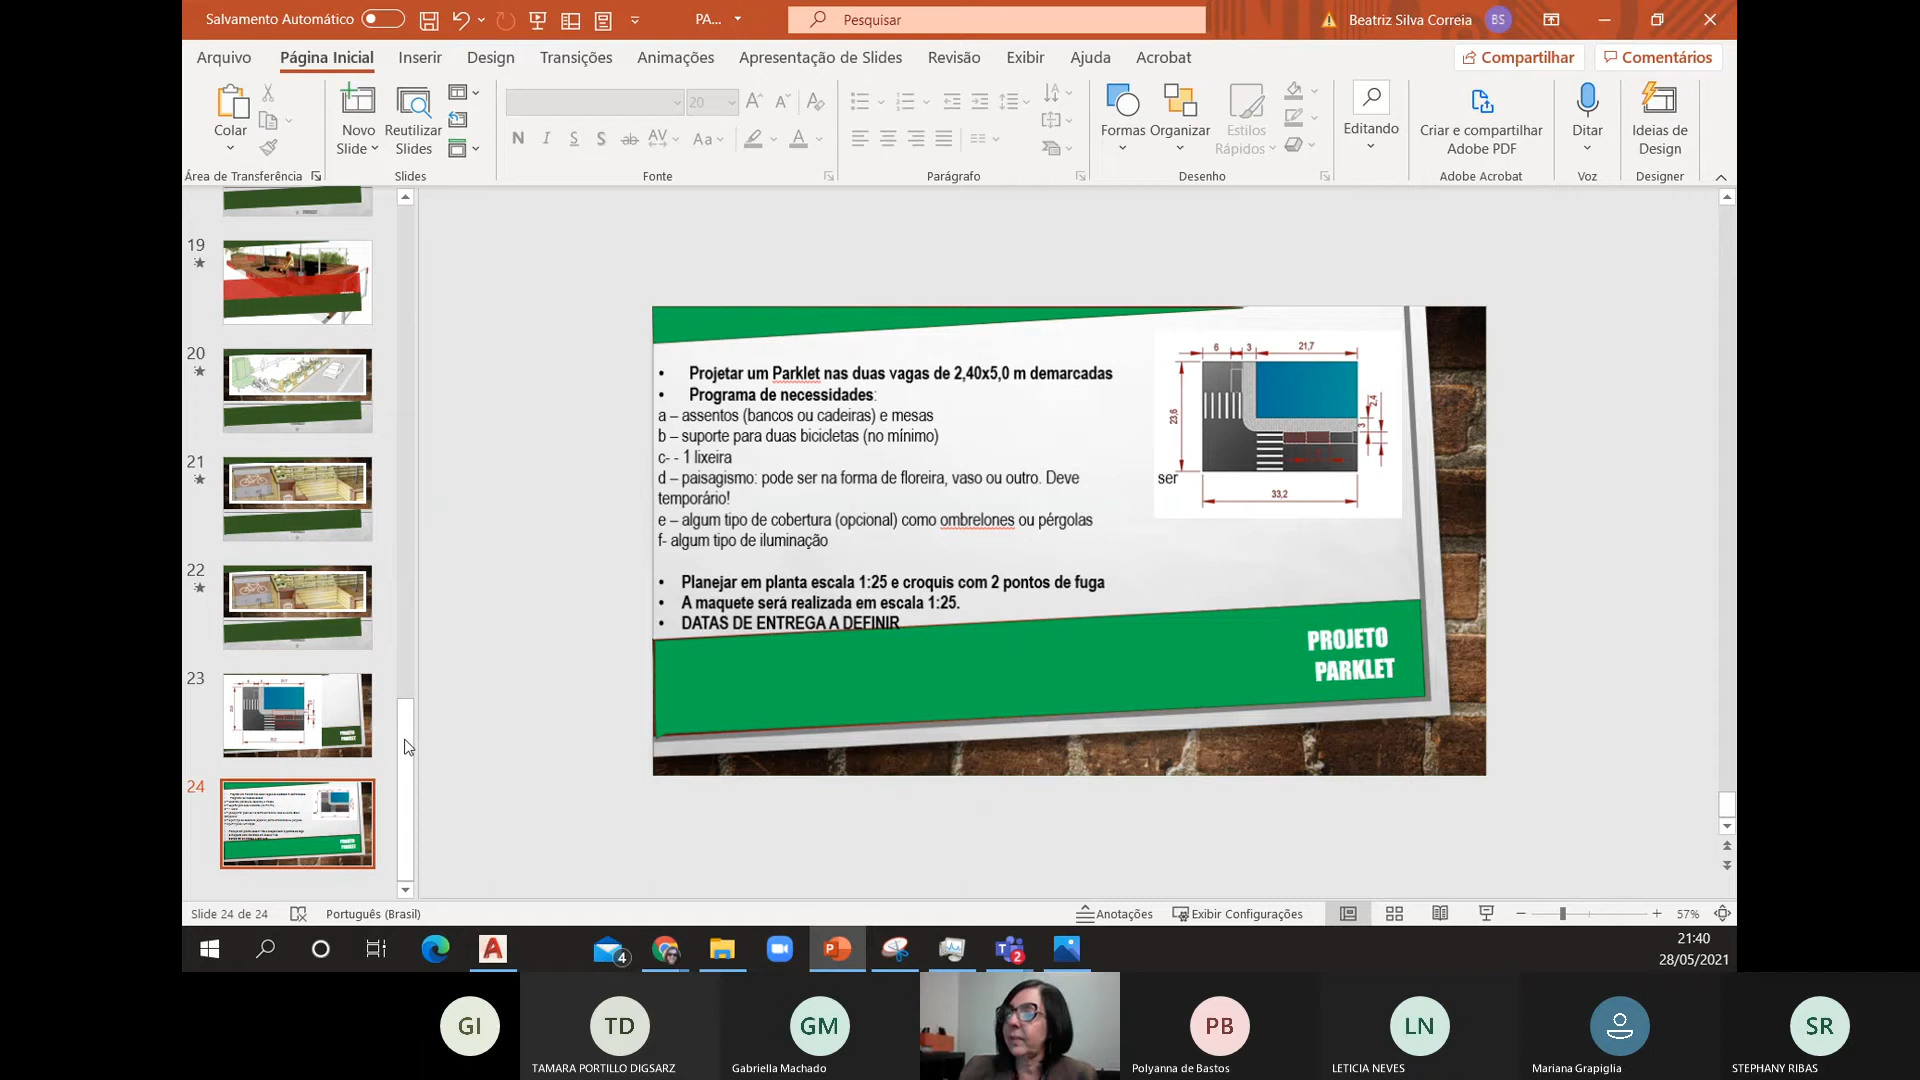 Salvamento Automático
PA...
Pesquisar
Beatriz Silva Correia
BS
Arquivo
Página Inicial
Inserir
Design
Transições
Animações
Apresentação de Slides
Revisão
Exibir
Ajuda
Acrobat
Compartilhar
Comentários
Colar
Novo
Slide
Reutilizar
Slides
20
N I S S ab AV Aa A
Formas
Organizar
Estilos
Rápidos
Editando
Criar e compartilhar
Adobe PDF
Ditar
Ideias de
Design
Área de Transferência
Slides
Fonte
Parágrafo
Desenho
Adobe Acrobat
Voz
Designer
19
20
21
22
23
24
PROJETO
PARKLET
• Projetar um Parklet nas duas vagas de 2,40x5,0 m demarcadas
• Programa de necessidades:
a – assentos (bancos ou cadeiras) e mesas
b – suporte para duas bicicletas (no mínimo)
c- - 1 lixeira
d – paisagismo: pode ser na forma de floreira, vaso ou outro. Deve ser
temporário!
e – algum tipo de cobertura (opcional) como ombrelones ou pérgolas
f- algum tipo de iluminação
• Planejar em planta escala 1:25 e croquis com 2 pontos de fuga
• A maquete será realizada em escala 1:25.
• DATAS DE ENTREGA A DEFINIR
6
3
21,7
23,6
2,4
3
33,2
PROJETO
PARKLET
Slide 24 de 24
Português (Brasil)
Anotações
Exibir Configurações
57%
4
2
21:40
28/05/2021
GI
TD
TAMARA PORTILLO DIGSARZ
GM
Gabriella Machado
PB
Polyanna de Bastos
LN
LETICIA NEVES
Mariana Grapiglia
SR
STEPHANY RIBAS